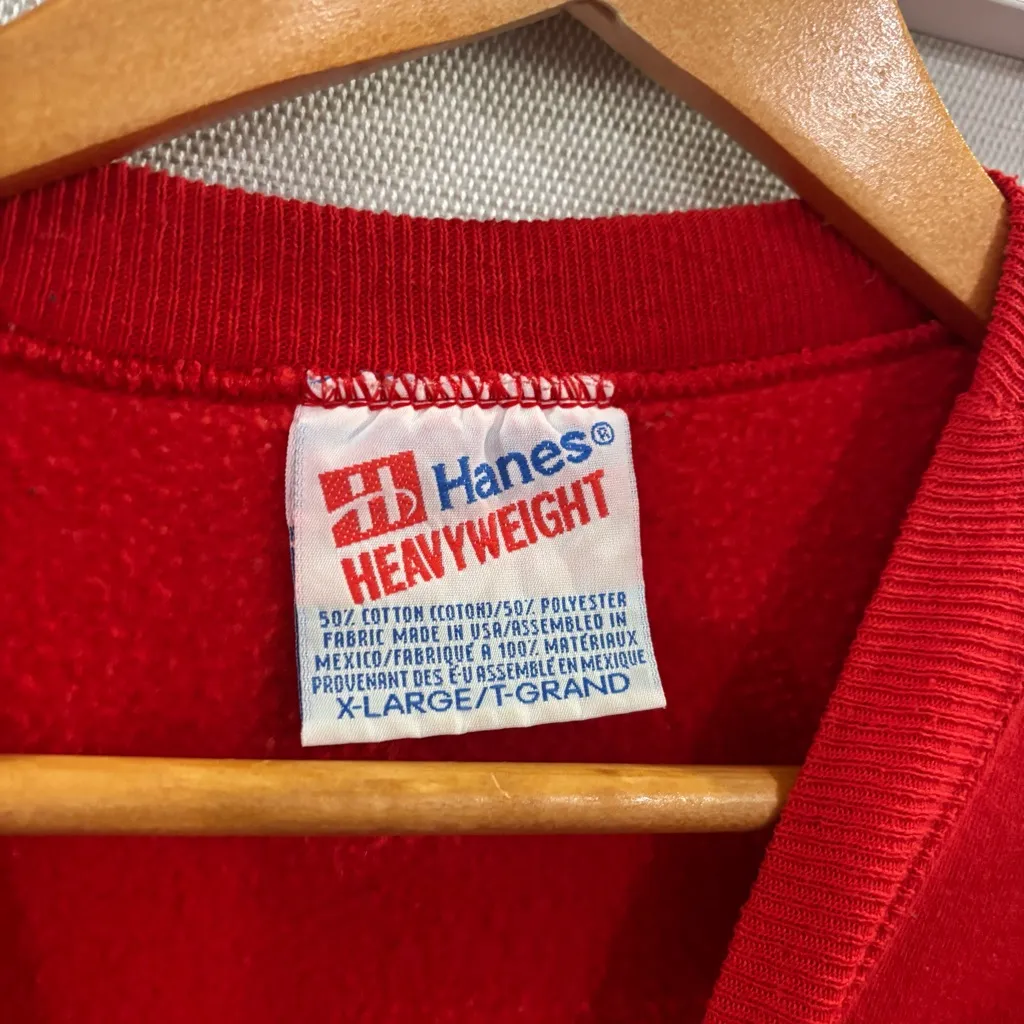 Hanes®
HEAVYWEIGHT
50% COTTON (COTON)/50% POLYESTER
FABRIC MADE IN USA/ASSEMBLED IN
MEXICO/FABRIQUÉ A 100% MATÉRIAUX
PROVENANT DES É-U ASSEMBLÉ EN MEXIQUE
X-LARGE/T-GRAND